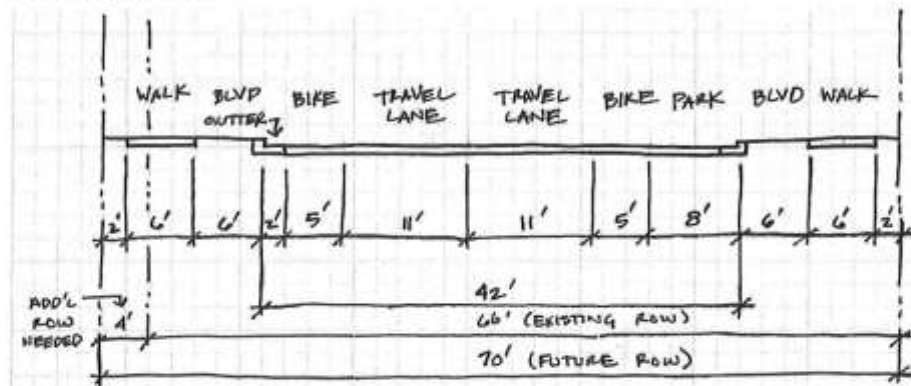 WALK BLVD BIKE TRAVEL LANE TRAVEL LANE BIKE PARK BLVD WALK
GUTTER
2' 6' 6' 2' 5' 11' 11' 5' 8' 6' 6' 2'
42'
ADD'L ROW NEEDED
4'
66' (EXISTING ROW)
70' (FUTURE ROW)